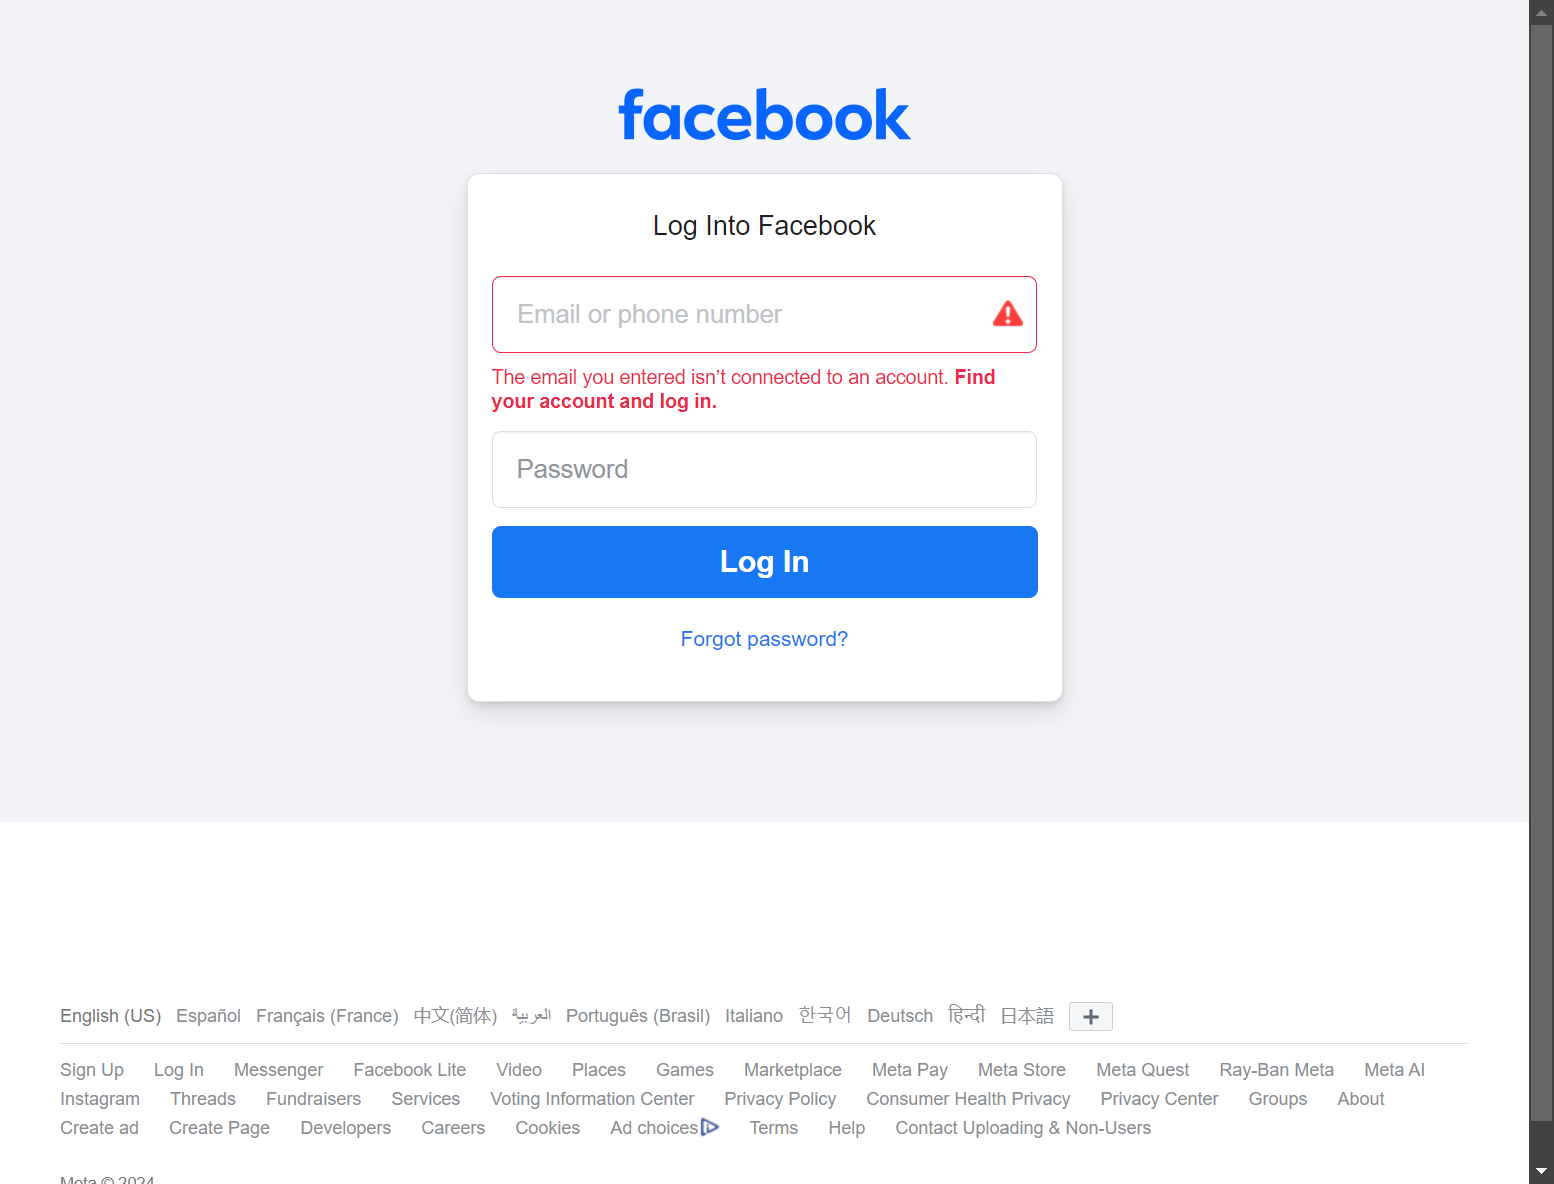 facebook
Log Into Facebook
Email or phone number
The email you entered isn’t connected to an account. Find
your account and log in.
Password
Log In
Forgot password?
English (US) Español Français (France) 中文(简体) العربية Português (Brasil) Italiano 한국어 Deutsch हिन्दी 日本語
Sign Up Log In Messenger Facebook Lite Video Places Games Marketplace Meta Pay Meta Store Meta Quest Ray-Ban Meta Meta AI
Instagram Threads Fundraisers Services Voting Information Center Privacy Policy Consumer Health Privacy Privacy Center Groups About
Create ad Create Page Developers Careers Cookies Ad choices Terms Help Contact Uploading & Non-Users
Meta © 2024